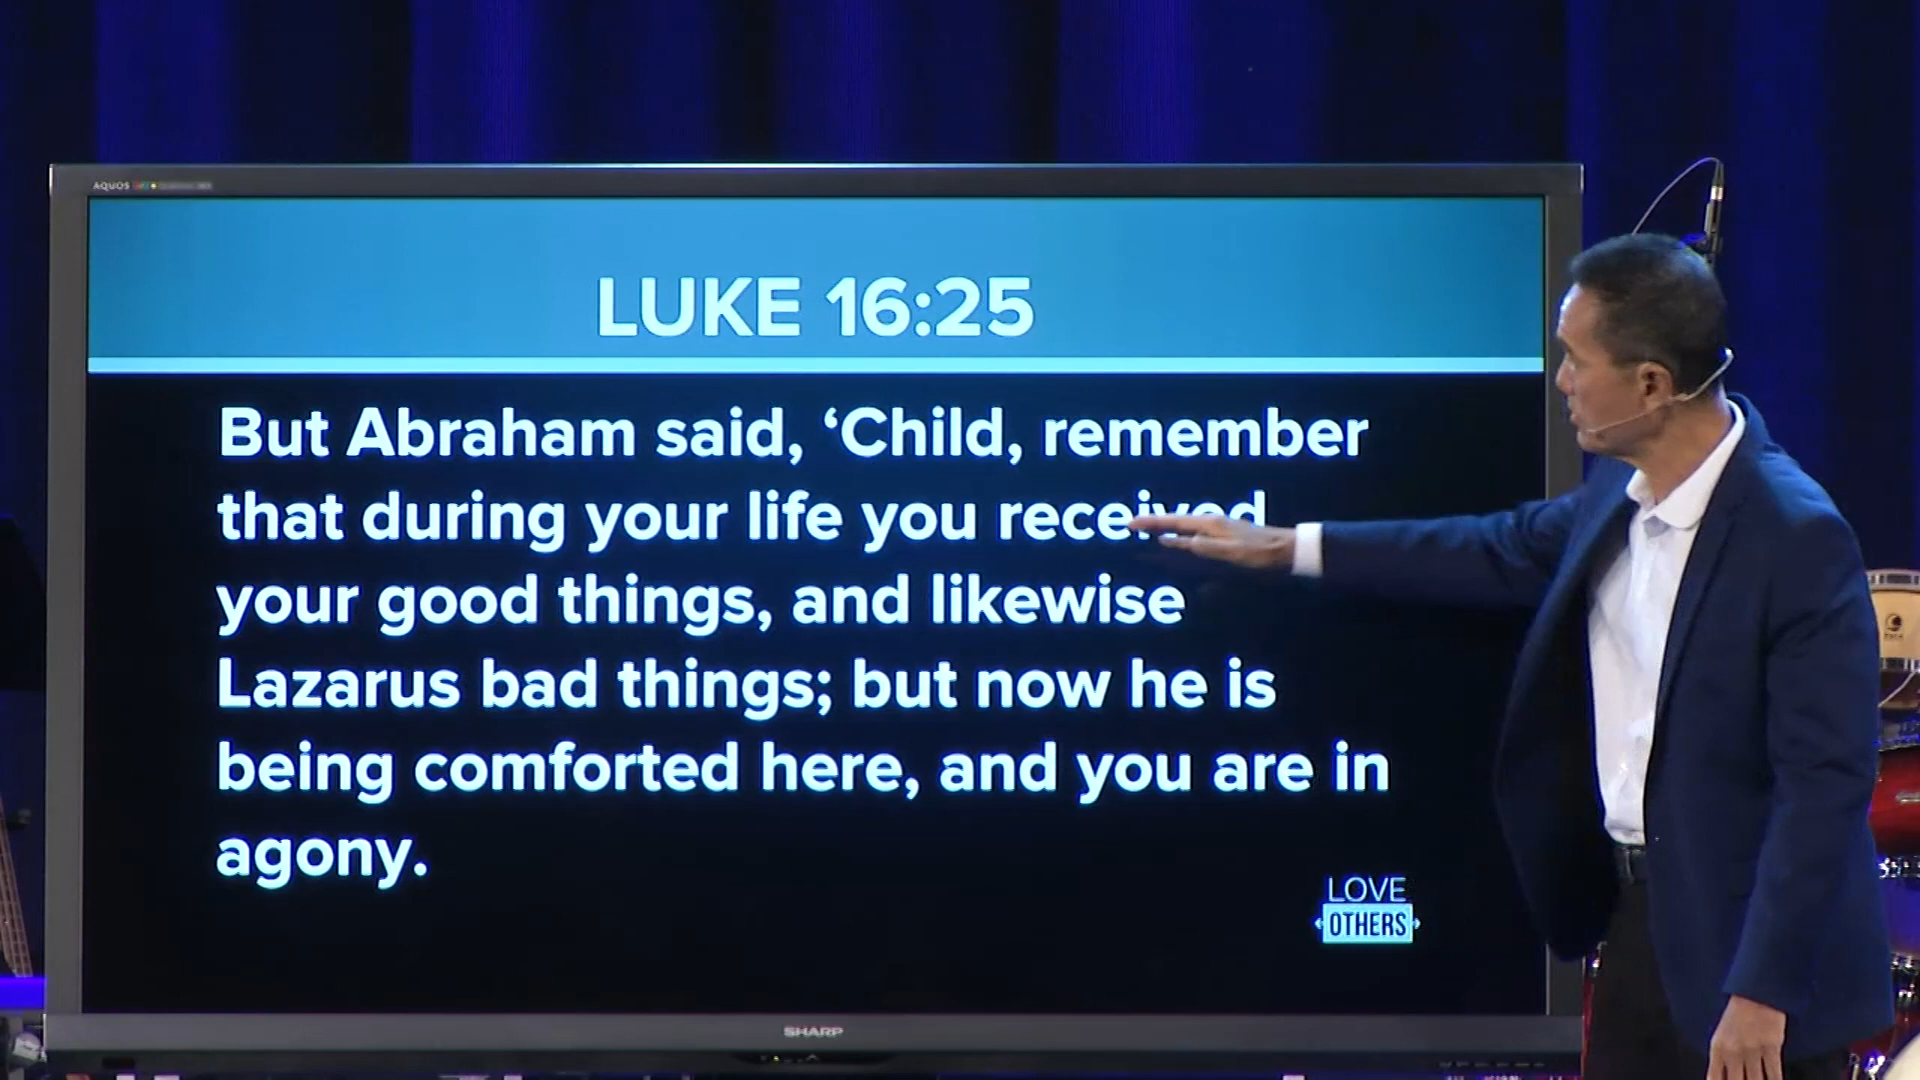 AQUOS
LUKE 16:25
But Abraham said, ‘Child, remember
that during your life you received
your good things, and likewise
Lazarus bad things; but now he is
being comforted here, and you are in
agony.
LOVE
OTHERS
SHARP